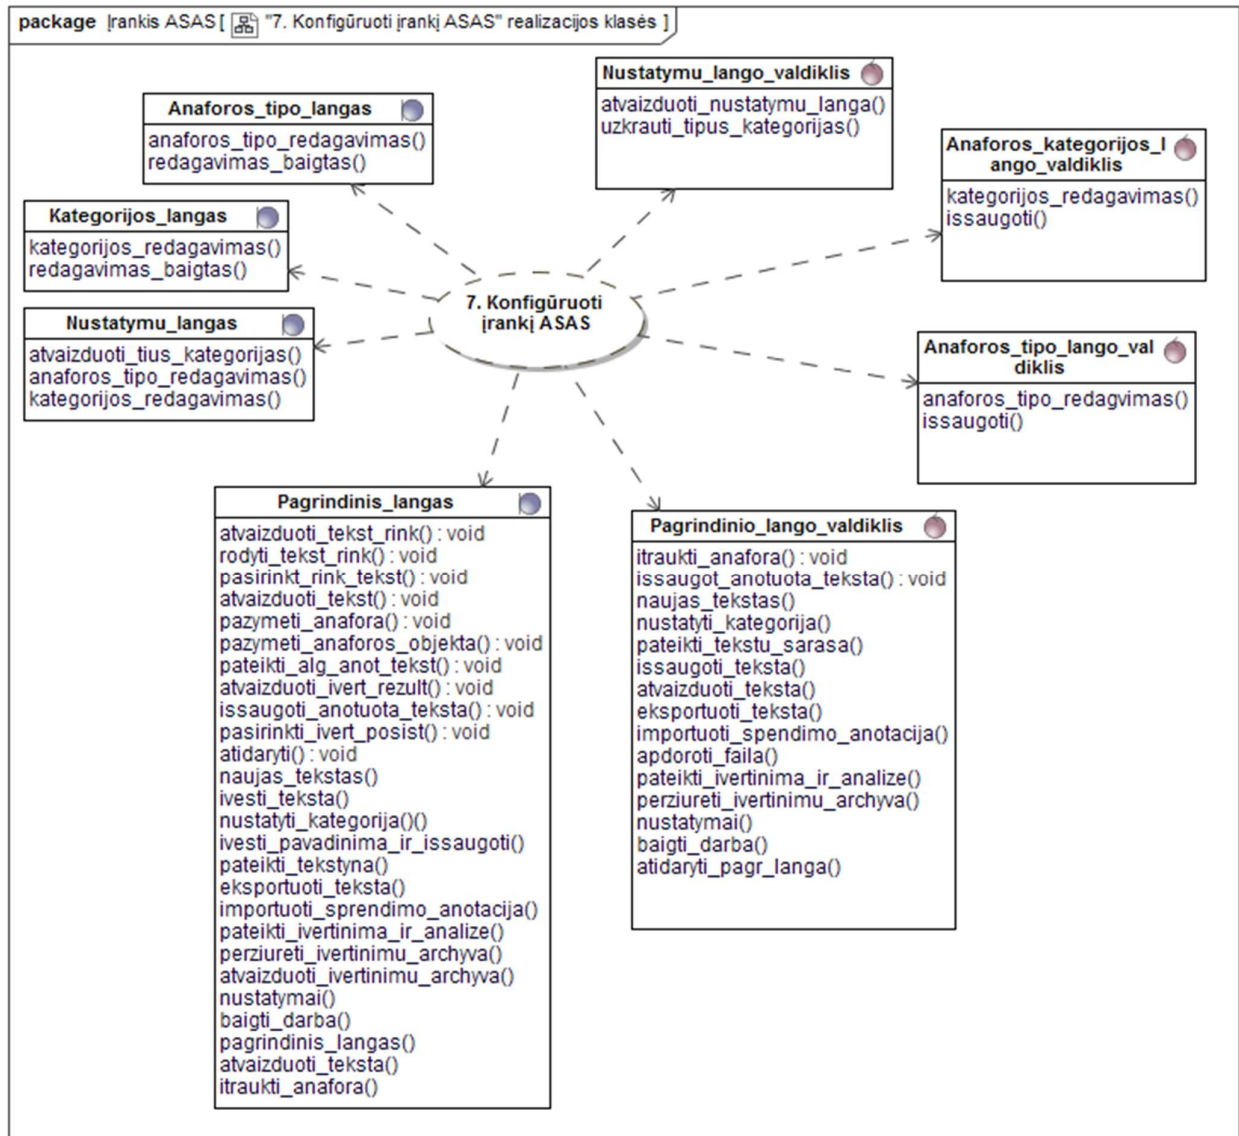 package Įrankis ASAS [ "7. Konfigūruoti įrankį ASAS" realizacijos klasės ]
Nustatymu_lango_valdiklis
atvaizduoti_nustatymu_langa()
uzkrauti_tipus_kategorijas()
Anaforos_tipo_langas
anaforos_tipo_redagavimas()
redagavimas_baigtas()
Anaforos_kategorijos_l
ango_valdiklis
kategorijos_redagavimas()
issaugoti()
Kategorijos_langas
kategorijos_redagavimas()
redagavimas_baigtas()
7. Konfigūruoti
įrankį ASAS
Nustatymu_langas
atvaizduoti_tius_kategorijas()
anaforos_tipo_redagavimas()
kategorijos_redagavimas()
Anaforos_tipo_lango_val
diklis
anaforos_tipo_redagvimas()
issaugoti()
Pagrindinis_langas
atvaizduoti_tekst_rink() : void
rodyti_tekst_rink() : void
pasirinkt_rink_tekst() : void
atvaizduoti_tekst() : void
pazymeti_anafora() : void
pazymeti_anaforos_objekta() : void
pateikti_alg_anot_tekst() : void
atvaizduoti_ivert_rezult() : void
issaugoti_anotuota_teksta() : void
pasirinkti_ivert_posist() : void
atidaryti() : void
naujas_tekstas()
ivesti_teksta()
nustatyti_kategorija()()
ivesti_pavadinima_ir_issaugoti()
pateikti_tekstyna()
eksportuoti_teksta()
importuoti_sprendimo_anotacija()
pateikti_ivertinima_ir_analize()
perziureti_ivertinimu_archyva()
atvaizduoti_ivertinimu_archyva()
nustatymai()
baigti_darba()
pagrindinis_langas()
atvaizduoti_teksta()
itraukti_anafora()
Pagrindinio_lango_valdiklis
itraukti_anafora() : void
issaugot_anotuota_teksta() : void
naujas_tekstas()
nustatyti_kategorija()
pateikti_tekstu_sarasa()
issaugoti_teksta()
atvaizduoti_teksta()
eksportuoti_teksta()
importuoti_spendimo_anotacija()
apdoroti_faila()
pateikti_ivertinima_ir_analize()
perziureti_ivertinimu_archyva()
nustatymai()
baigti_darba()
atidaryti_pagr_langa()